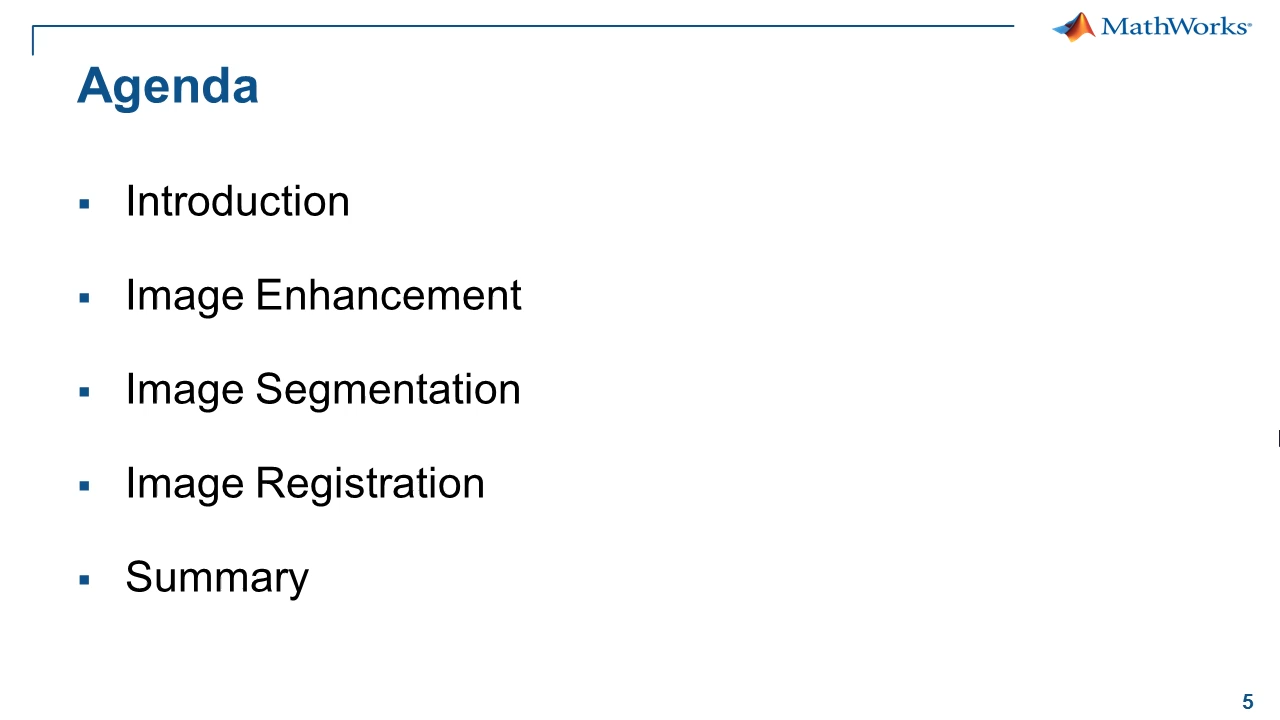 MathWorks®
Agenda
▪ Introduction
▪ Image Enhancement
▪ Image Segmentation
▪ Image Registration
▪ Summary
5